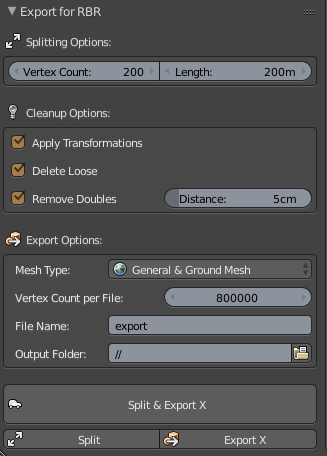 Export for RBR
Splitting Options:
Vertex Count: 200 Length: 200m
Cleanup Options:
Apply Transformations
Delete Loose
Remove Doubles Distance: 5cm
Export Options:
Mesh Type: General & Ground Mesh
Vertex Count per File: 800000
File Name: export
Output Folder: //
Split & Export X
Split Export X